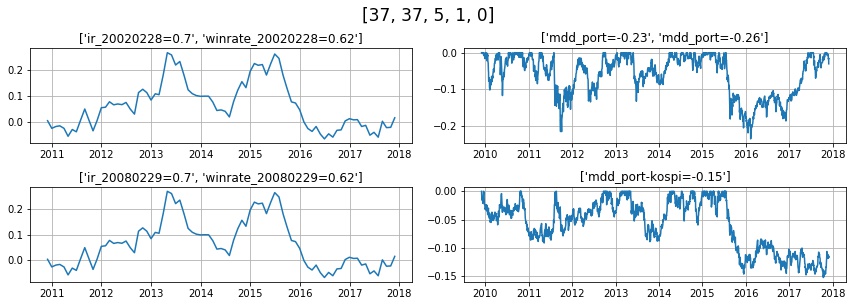 [37, 37, 5, 1, 0]
['ir_20020228=0.7', 'winrate_20020228=0.62']
0.2
0.1
0.0
2011 2012 2013 2014 2015 2016 2017 2018
['mdd_port=-0.23', 'mdd_port=-0.26']
0.0
−0.1
−0.2
2010 2011 2012 2013 2014 2015 2016 2017 2018
['ir_20080229=0.7', 'winrate_20080229=0.62']
0.2
0.1
0.0
2011 2012 2013 2014 2015 2016 2017 2018
['mdd_port-kospi=-0.15']
0.00
−0.05
−0.10
−0.15
2010 2011 2012 2013 2014 2015 2016 2017 2018